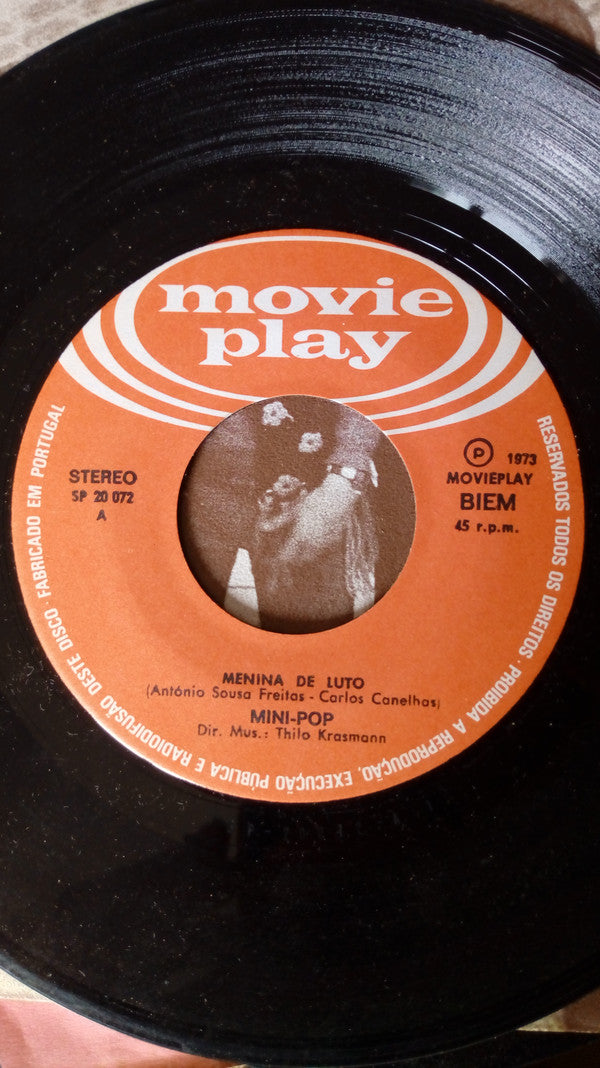 movie
play
STEREO
SP 20 072
A
Ⓟ 1973
MOVIEPLAY
BIEM
45 r.p.m.
MENINA DE LUTO
(António Sousa Freitas - Carlos Canelhas)
MINI-POP
Dir. Mus.: Thilo Krasmann
RESERVADOS TODOS OS DIREITOS · PROIBIDA A REPRODUÇÃO, EXECUÇÃO PÚBLICA E RADIODIFUSÃO DESTE DISCO · FABRICADO EM PORTUGAL